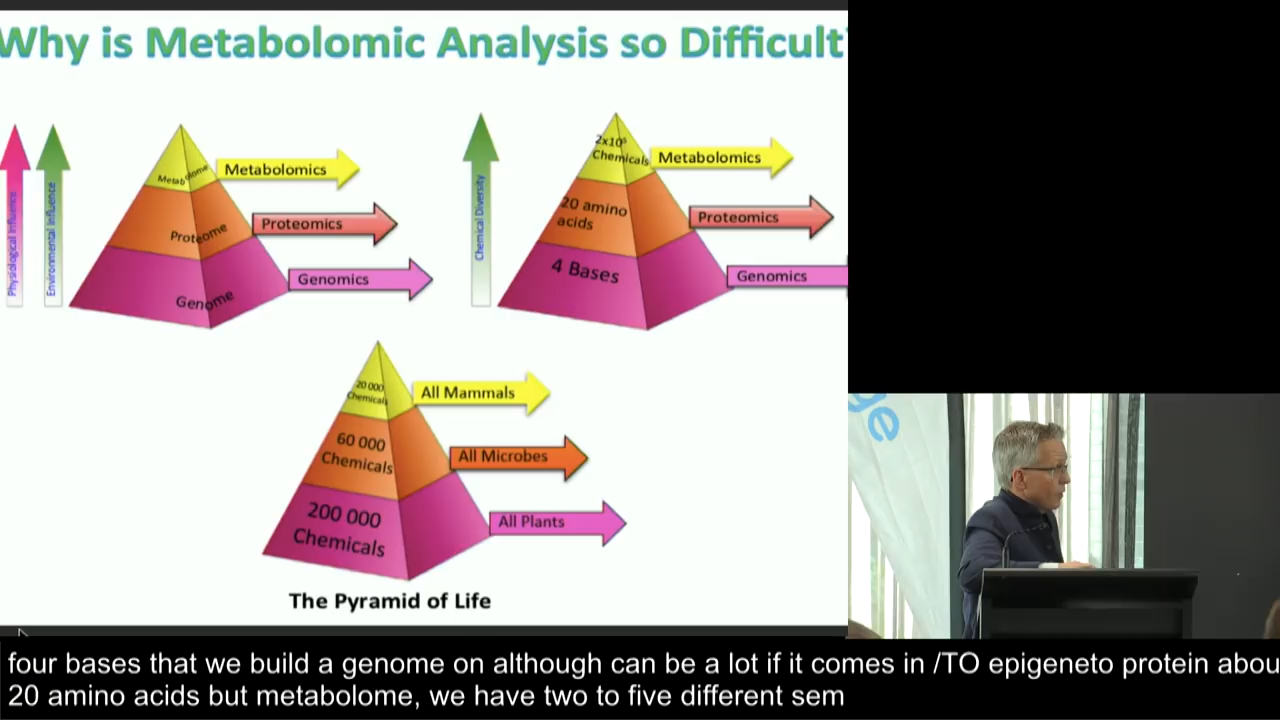 Why is Metabolomic Analysis so Difficult?
Physiological Influence
Environmental Influence
Metabolome
Metabolomics
Proteome
Proteomics
Genome
Genomics
Chemical Diversity
2x10⁵
Chemicals
Metabolomics
20 amino
acids
Proteomics
4 Bases
Genomics
20 000
Chemicals
All Mammals
60 000
Chemicals
All Microbes
200 000
Chemicals
All Plants
The Pyramid of Life
ge
four bases that we build a genome on although can be a lot if it comes in /TO epigeneto protein abou
20 amino acids but metabolome, we have two to five different sem